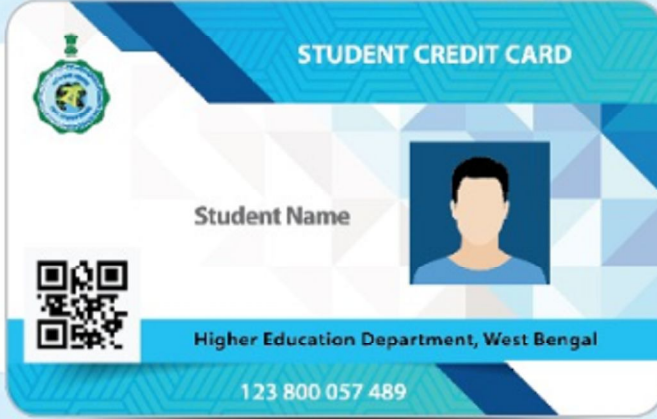 STUDENT CREDIT CARD
Student Name
Higher Education Department, West Bengal
123 800 057 489